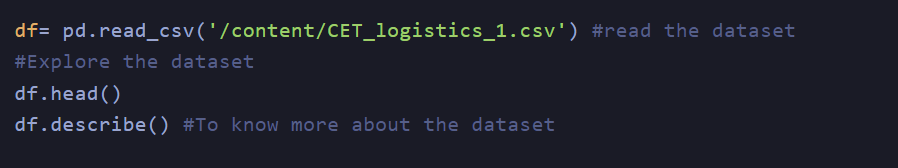 df= pd.read_csv('/content/CET_logistics_1.csv') #read the dataset
#Explore the dataset
df.head()
df.describe() #To know more about the dataset